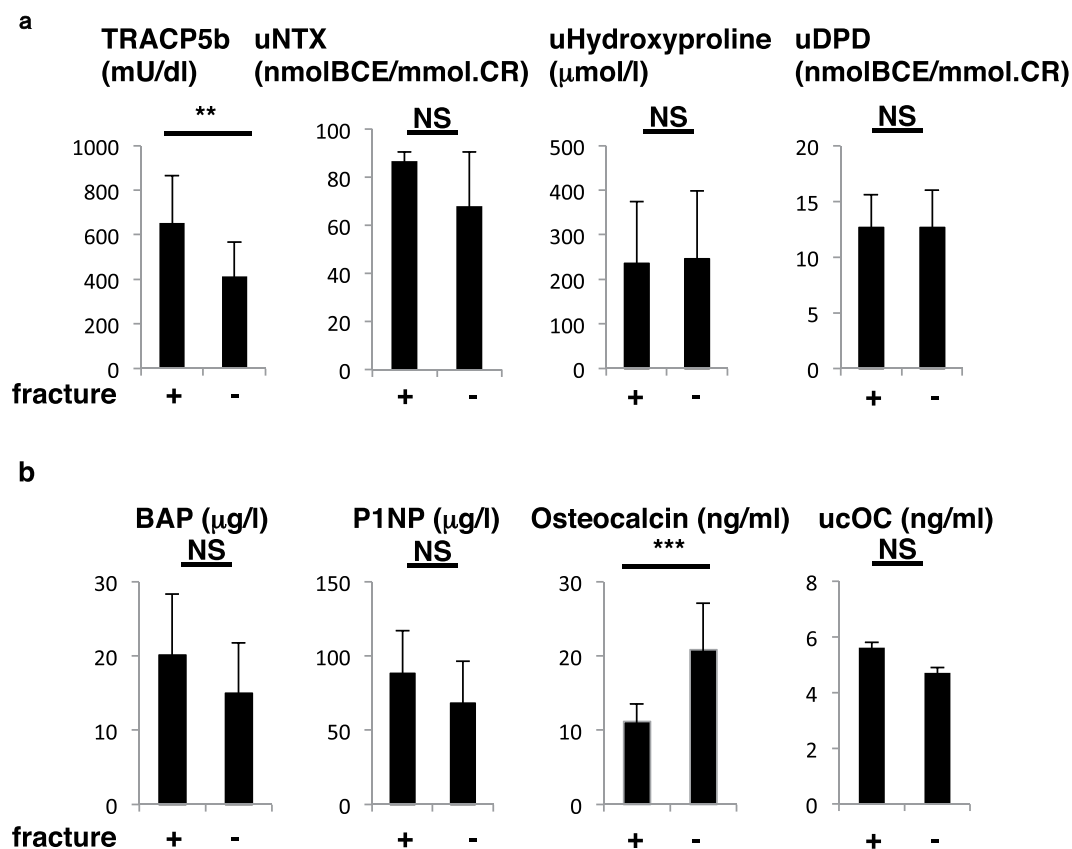 a
TRACP5b uNTX uHydroxyproline uDPD
(mU/dl) (nmolBCE/mmol.CR) (μmol/l) (nmolBCE/mmol.CR)
** NS NS NS
1000 100 500 20
800 80 400 15
600 60 300 10
400 40 200 5
200 20 100 0
0 0 0
fracture + - + - + - + -
b
BAP (μg/l) P1NP (μg/l) Osteocalcin (ng/ml) ucOC (ng/ml)
NS NS *** NS
30 150 30 8
20 100 20 6
10 50 10 4
0 0 0 2
0
fracture + - + - + - + -